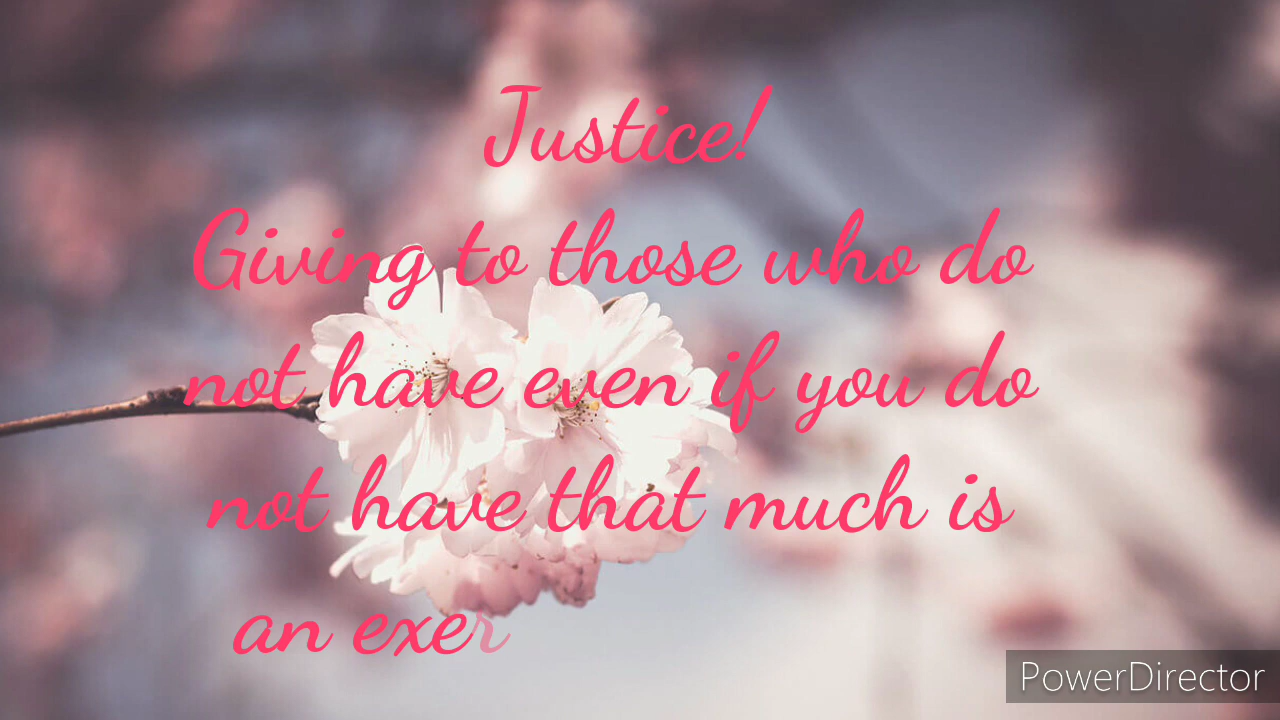 Justice!
Giving to those who do
not have even if you do
not have that much is
an exer
PowerDirector